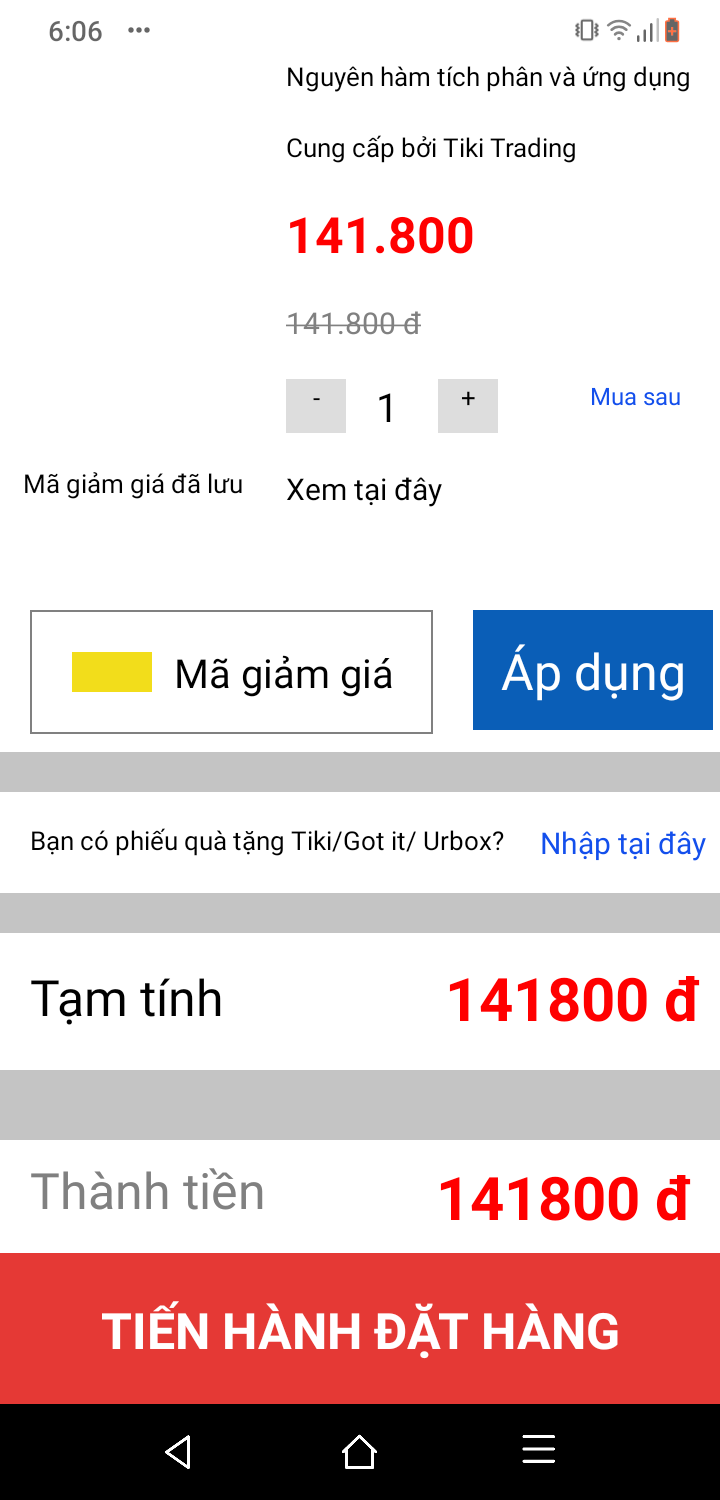 6:06
Nguyên hàm tích phân và ứng dụng
Cung cấp bởi Tiki Trading
141.800
141.800 đ
- 1 + Mua sau
Mã giảm giá đã lưu Xem tại đây
Mã giảm giá Áp dụng
Bạn có phiếu quà tặng Tiki/Got it/ Urbox? Nhập tại đây
Tạm tính 141800 đ
Thành tiền 141800 đ
TIẾN HÀNH ĐẶT HÀNG